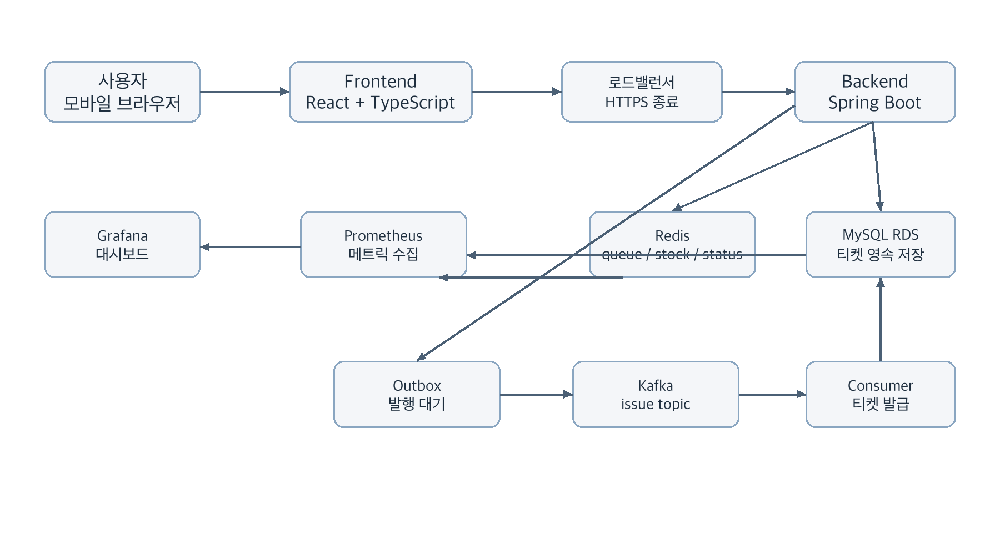 사용자
모바일 브라우저
Frontend
React + TypeScript
로드밸런서
HTTPS 종료
Backend
Spring Boot
Grafana
대시보드
Prometheus
메트릭 수집
Redis
queue / stock / status
MySQL RDS
티켓 영속 저장
Outbox
발행 대기
Kafka
issue topic
Consumer
티켓 발급